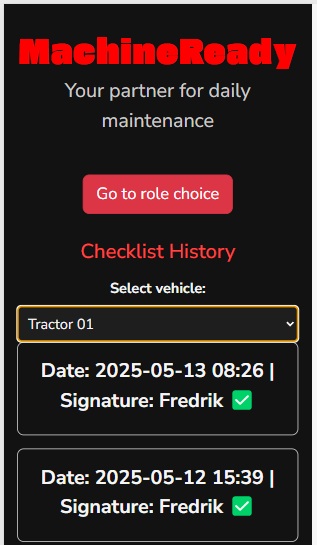 MachineReady
Your partner for daily
maintenance
Go to role choice
Checklist History
Select vehicle:
Tractor 01
Date: 2025-05-13 08:26 |
Signature: Fredrik ✅
Date: 2025-05-12 15:39 |
Signature: Fredrik ✅